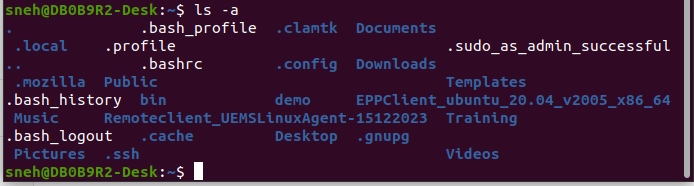 sneh@DB0B9R2-Desk:~$ ls -a
. .bash_profile .clamtk Documents
.local .profile .sudo_as_admin_successful
.. .bashrc .config Downloads
.mozilla Public Templates
.bash_history bin demo EPPClient_ubuntu_20.04_v2005_x86_64
Music Remoteclient_UEMSLinuxAgent-15122023 Training
.bash_logout .cache Desktop .gnupg
Pictures .ssh Videos
sneh@DB0B9R2-Desk:~$